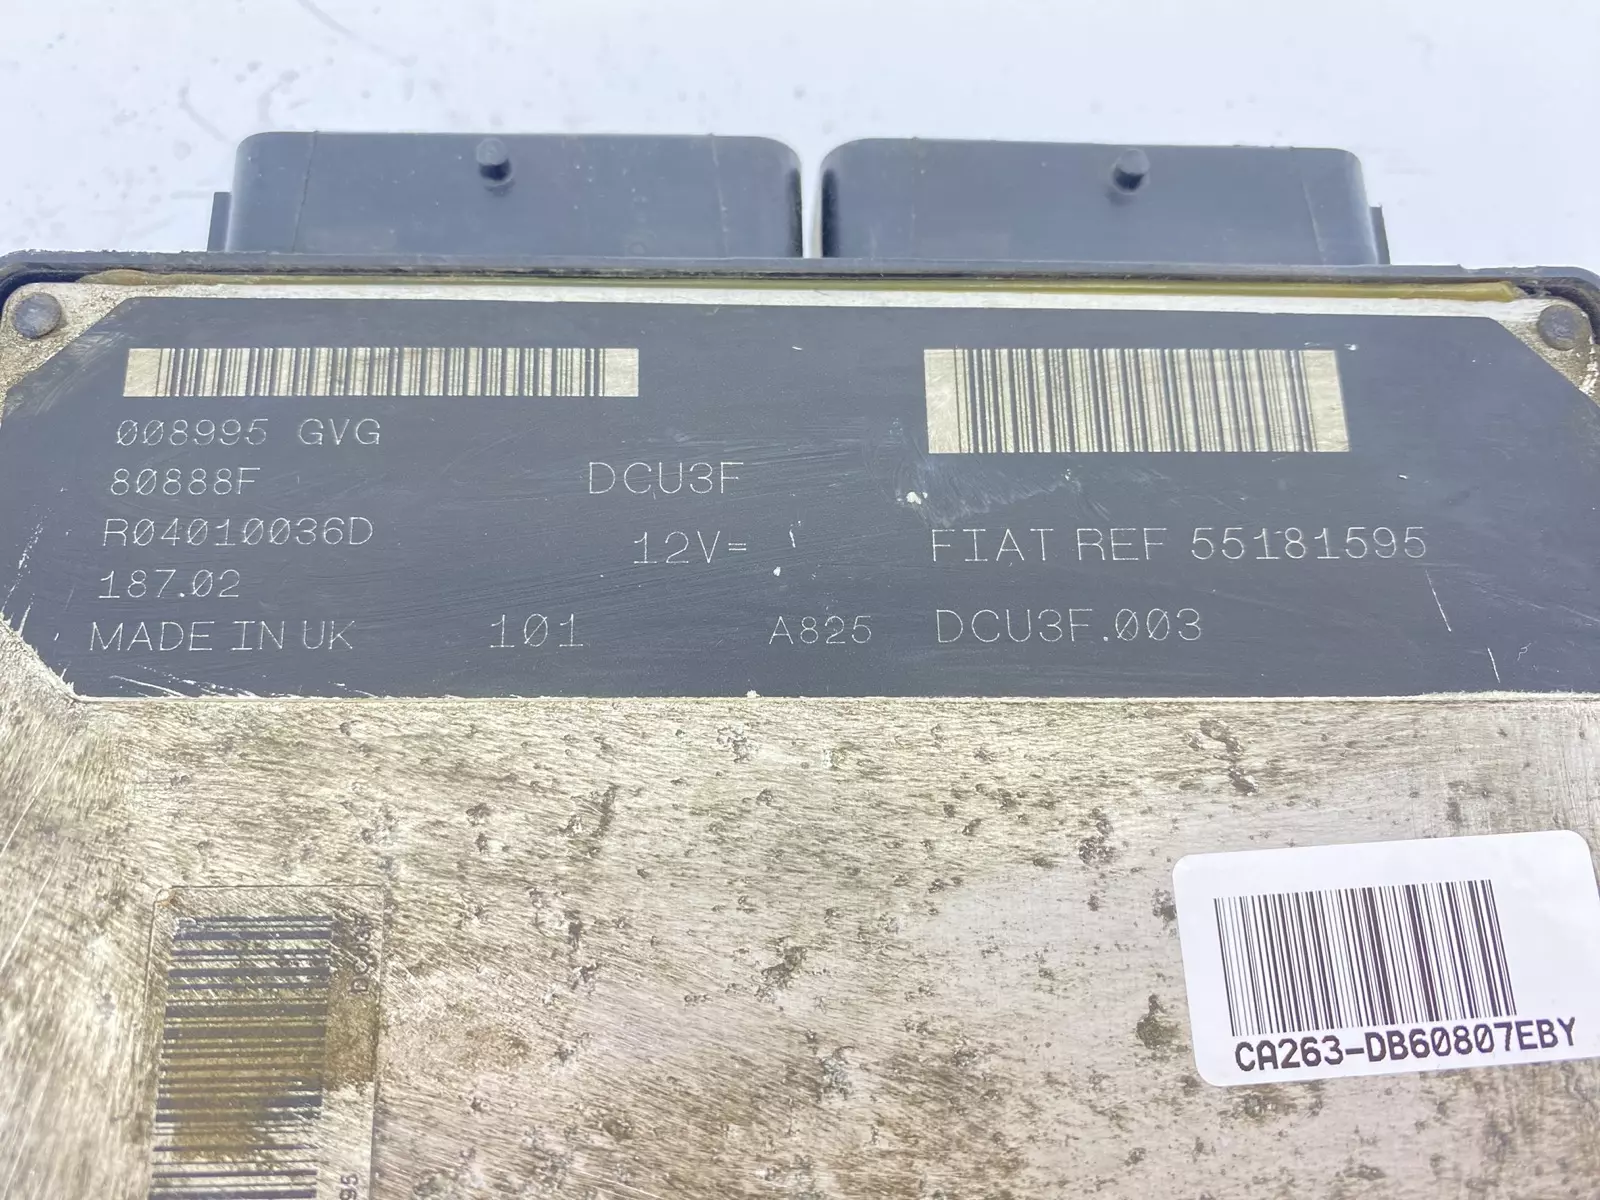 008995 GVG
80888F
DCU3F
R04010036D
12V=
FIAT REF 55181595
187.02
MADE IN UK
101
A825
DCU3F.003
CA263-DB60807EBY